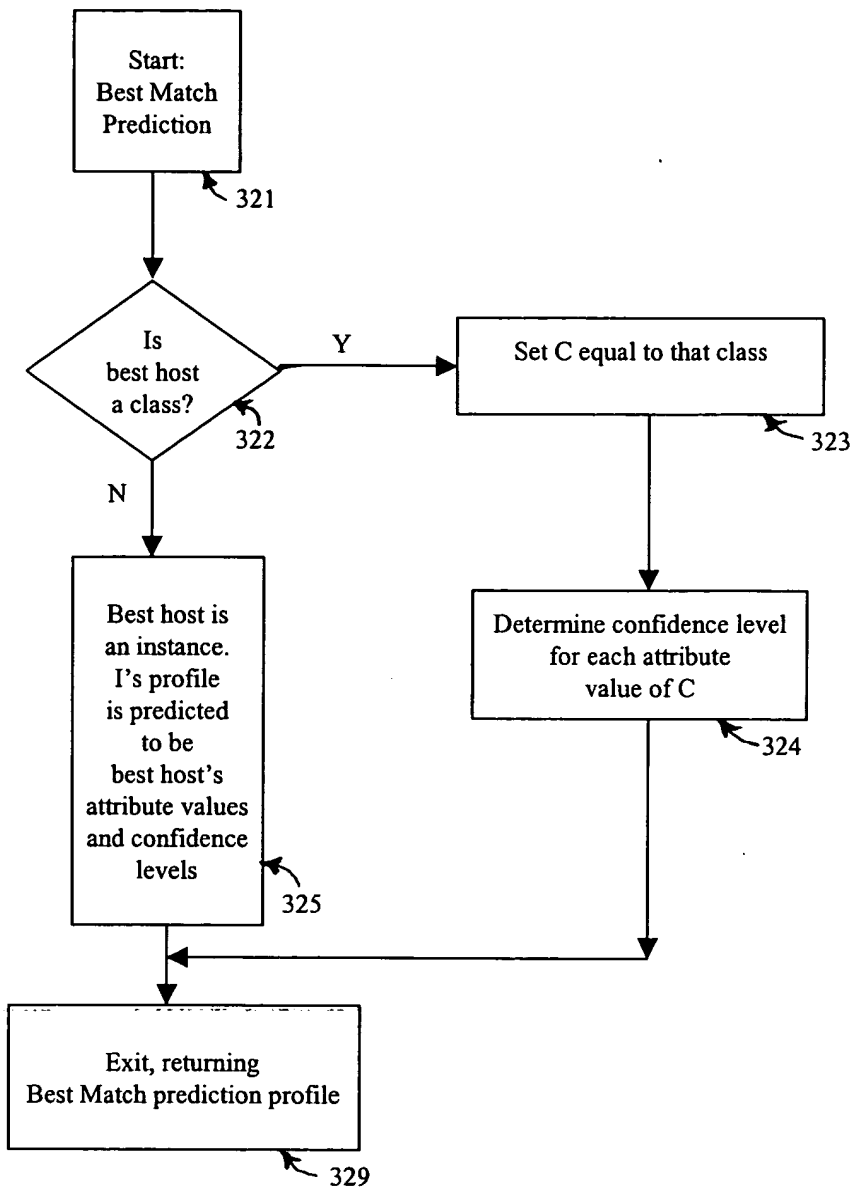 Start:
Best Match
Prediction
321
Is
best host
a class?
322
Y
Set C equal to that class
323
N
Best host is
an instance.
I's profile
is predicted
to be
best host's
attribute values
and confidence
levels
325
Determine confidence level
for each attribute
value of C
324
Exit, returning
Best Match prediction profile
329